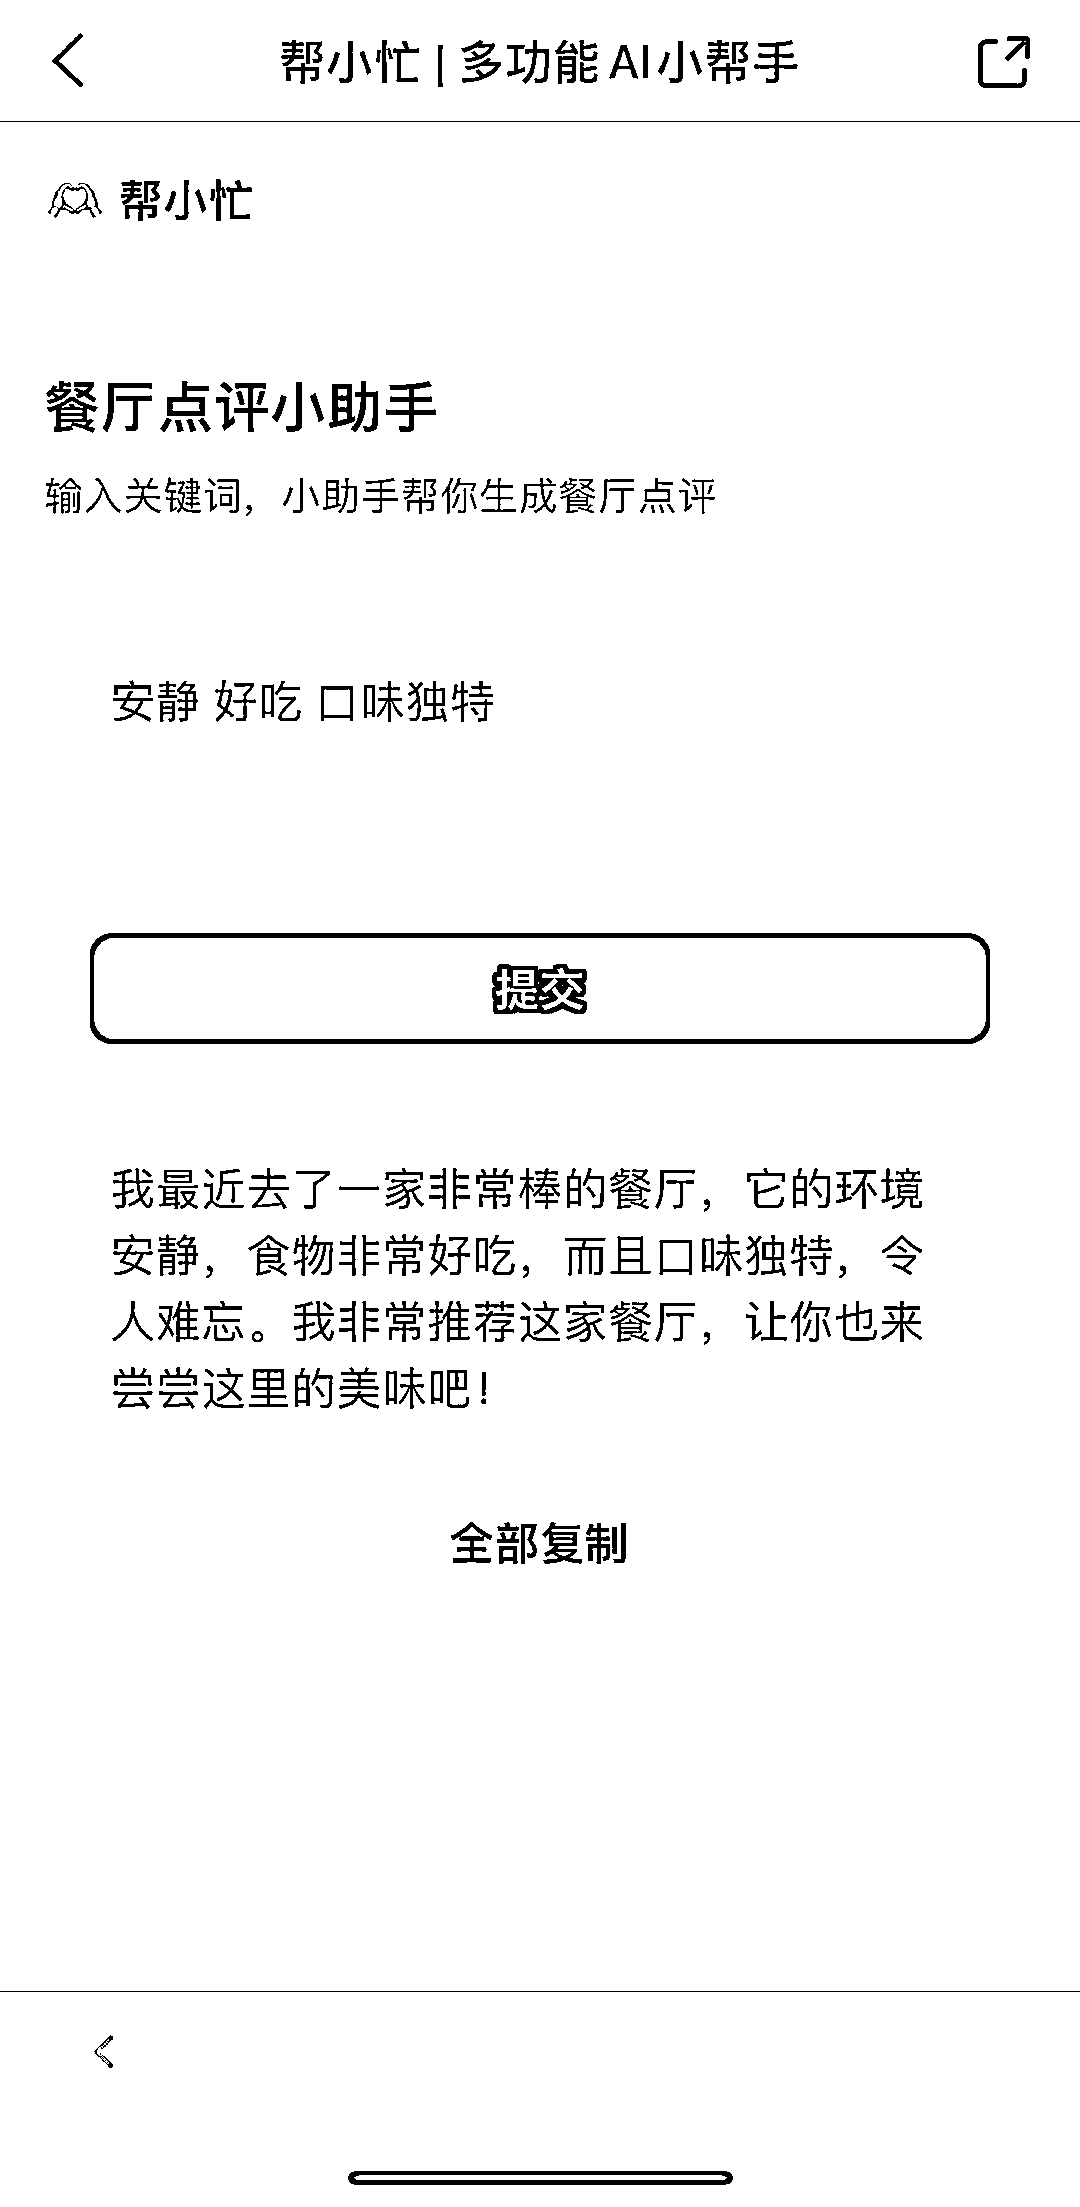 帮小忙 | 多功能AI小帮手
帮小忙
餐厅点评小助手
输入关键词，小助手帮你生成餐厅点评
安静 好吃 口味独特
提交
我最近去了一家非常棒的餐厅，它的环境
安静，食物非常好吃，而且口味独特，令
人难忘。我非常推荐这家餐厅，让你也来
尝尝这里的美味吧！
全部复制